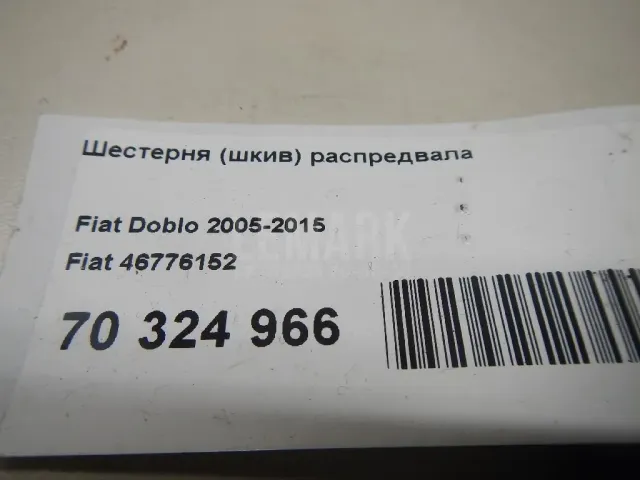 Шестерня (шкив) распредвала
Fiat Doblo 2005-2015
Fiat 46776152
70 324 966